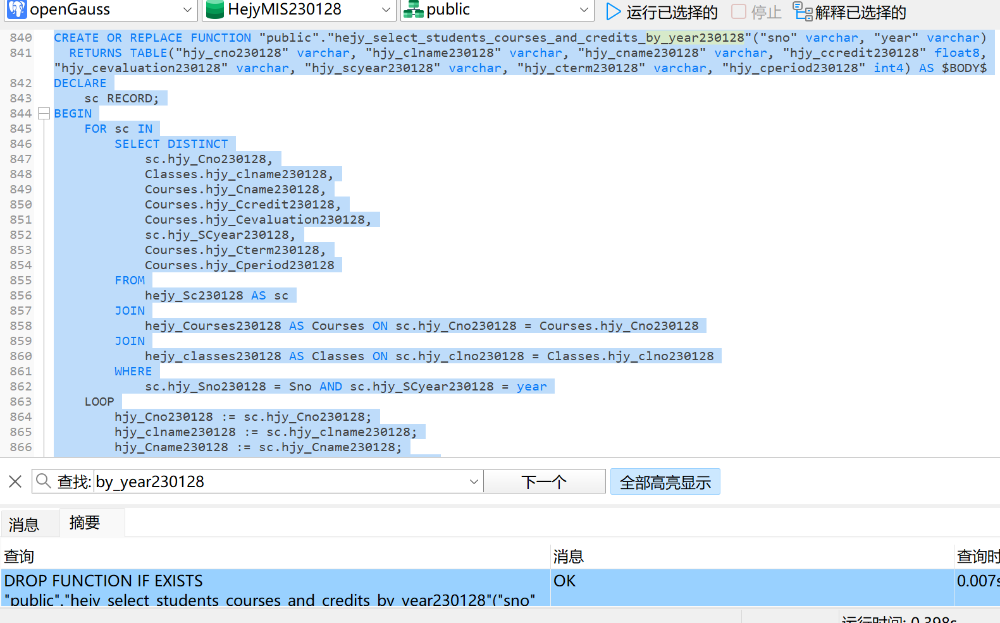 openGauss HejyMIS230128 public 运行已选择的 停止 解释已选择的
840 CREATE OR REPLACE FUNCTION "public"."hejy_select_students_courses_and_credits_by_year230128"("sno" varchar, "year" varchar)
841 RETURNS TABLE("hjy_cno230128" varchar, "hjy_clname230128" varchar, "hjy_cname230128" varchar, "hjy_ccredit230128" float8,
"hjy_cevaluation230128" varchar, "hjy_scyear230128" varchar, "hjy_cterm230128" varchar, "hjy_cperiod230128" int4) AS $BODY$
842 DECLARE
843 sc RECORD;
844 BEGIN
845 FOR sc IN
846 SELECT DISTINCT
847 sc.hjy_Cno230128,
848 Classes.hjy_clname230128,
849 Courses.hjy_Cname230128,
850 Courses.hjy_Ccredit230128,
851 Courses.hjy_Cevaluation230128,
852 sc.hjy_SCyear230128,
853 Courses.hjy_Cterm230128,
854 Courses.hjy_Cperiod230128
855 FROM
856 hejy_Sc230128 AS sc
857 JOIN
858 hejy_Courses230128 AS Courses ON sc.hjy_Cno230128 = Courses.hjy_Cno230128
859 JOIN
860 hejy_classes230128 AS Classes ON sc.hjy_clno230128 = Classes.hjy_clno230128
861 WHERE
862 sc.hjy_Sno230128 = Sno AND sc.hjy_SCyear230128 = year
863 LOOP
864 hjy_Cno230128 := sc.hjy_Cno230128;
865 hjy_clname230128 := sc.hjy_clname230128;
866 hjy_Cname230128 := sc.hjy_Cname230128;
查找: by_year230128 下一个 全部高亮显示
消息 摘要
查询 消息 查询时
DROP FUNCTION IF EXISTS OK 0.007s
"public"."hejy_select_students_courses_and_credits_by_year230128"("sno"
运行时间: 0.398s